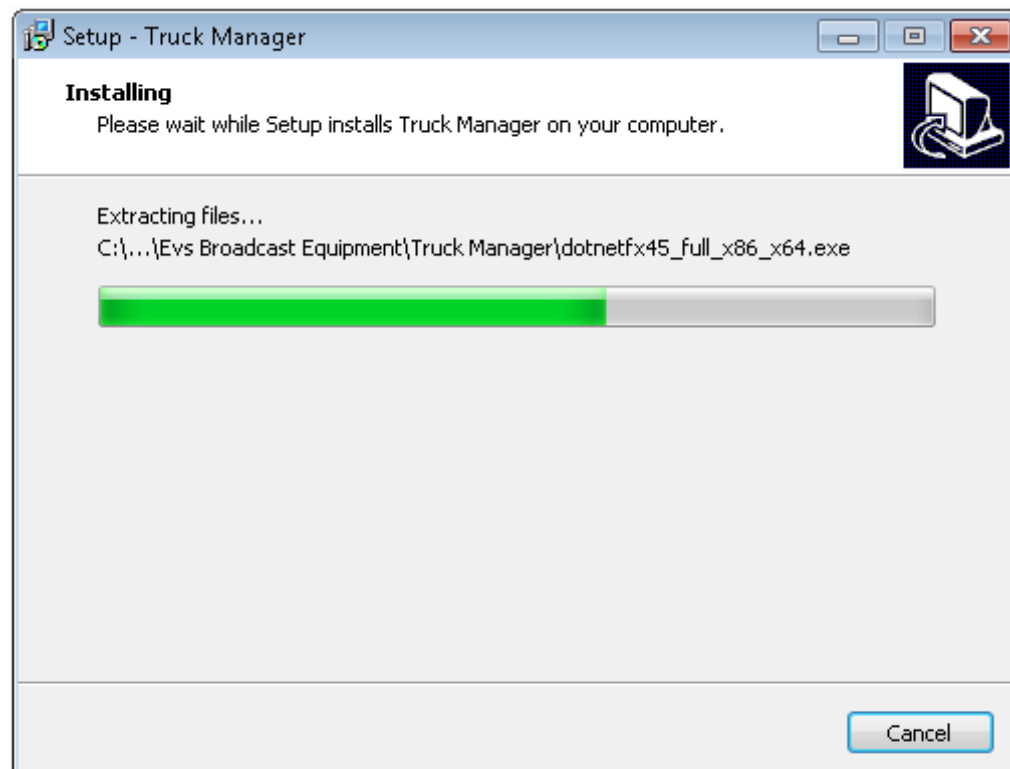 Setup - Truck Manager
Installing
Please wait while Setup installs Truck Manager on your computer.
Extracting files...
C:\...\Evs Broadcast Equipment\Truck Manager\dotnetfx45_full_x86_x64.exe
Cancel